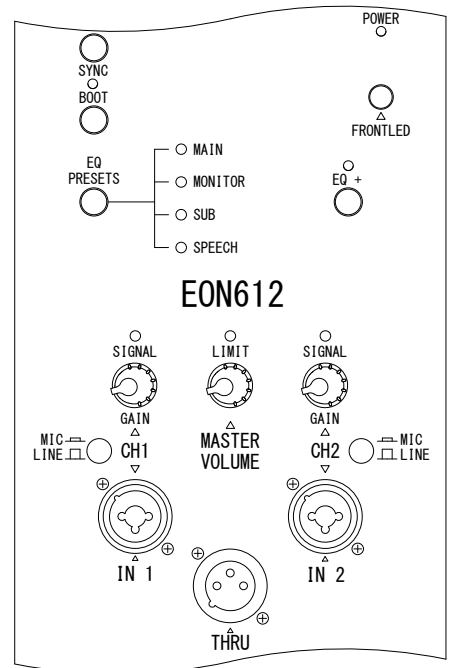 POWER
SYNC
BOOT
FRONTLED
EQ
PRESETS
MAIN
MONITOR
SUB
SPEECH
EQ +
EON612
SIGNAL
LIMIT
SIGNAL
GAIN
GAIN
MASTER
VOLUME
MIC
LINE
CH1
CH2
MIC
LINE
IN 1
IN 2
THRU